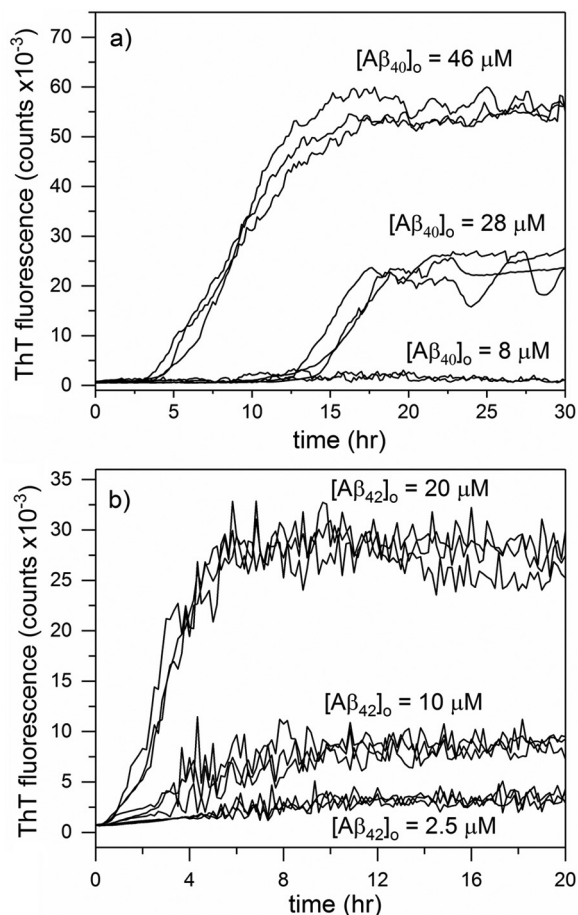 a)
[Aβ40]o = 46 μM
[Aβ40]o = 28 μM
[Aβ40]o = 8 μM
ThT fluorescence (counts x10-3)
70
60
50
40
30
20
10
0
0 5 10 15 20 25 30
time (hr)
b)
[Aβ42]o = 20 μM
[Aβ42]o = 10 μM
[Aβ42]o = 2.5 μM
ThT fluorescence (counts x10-3)
35
30
25
20
15
10
5
0
0 4 8 12 16 20
time (hr)